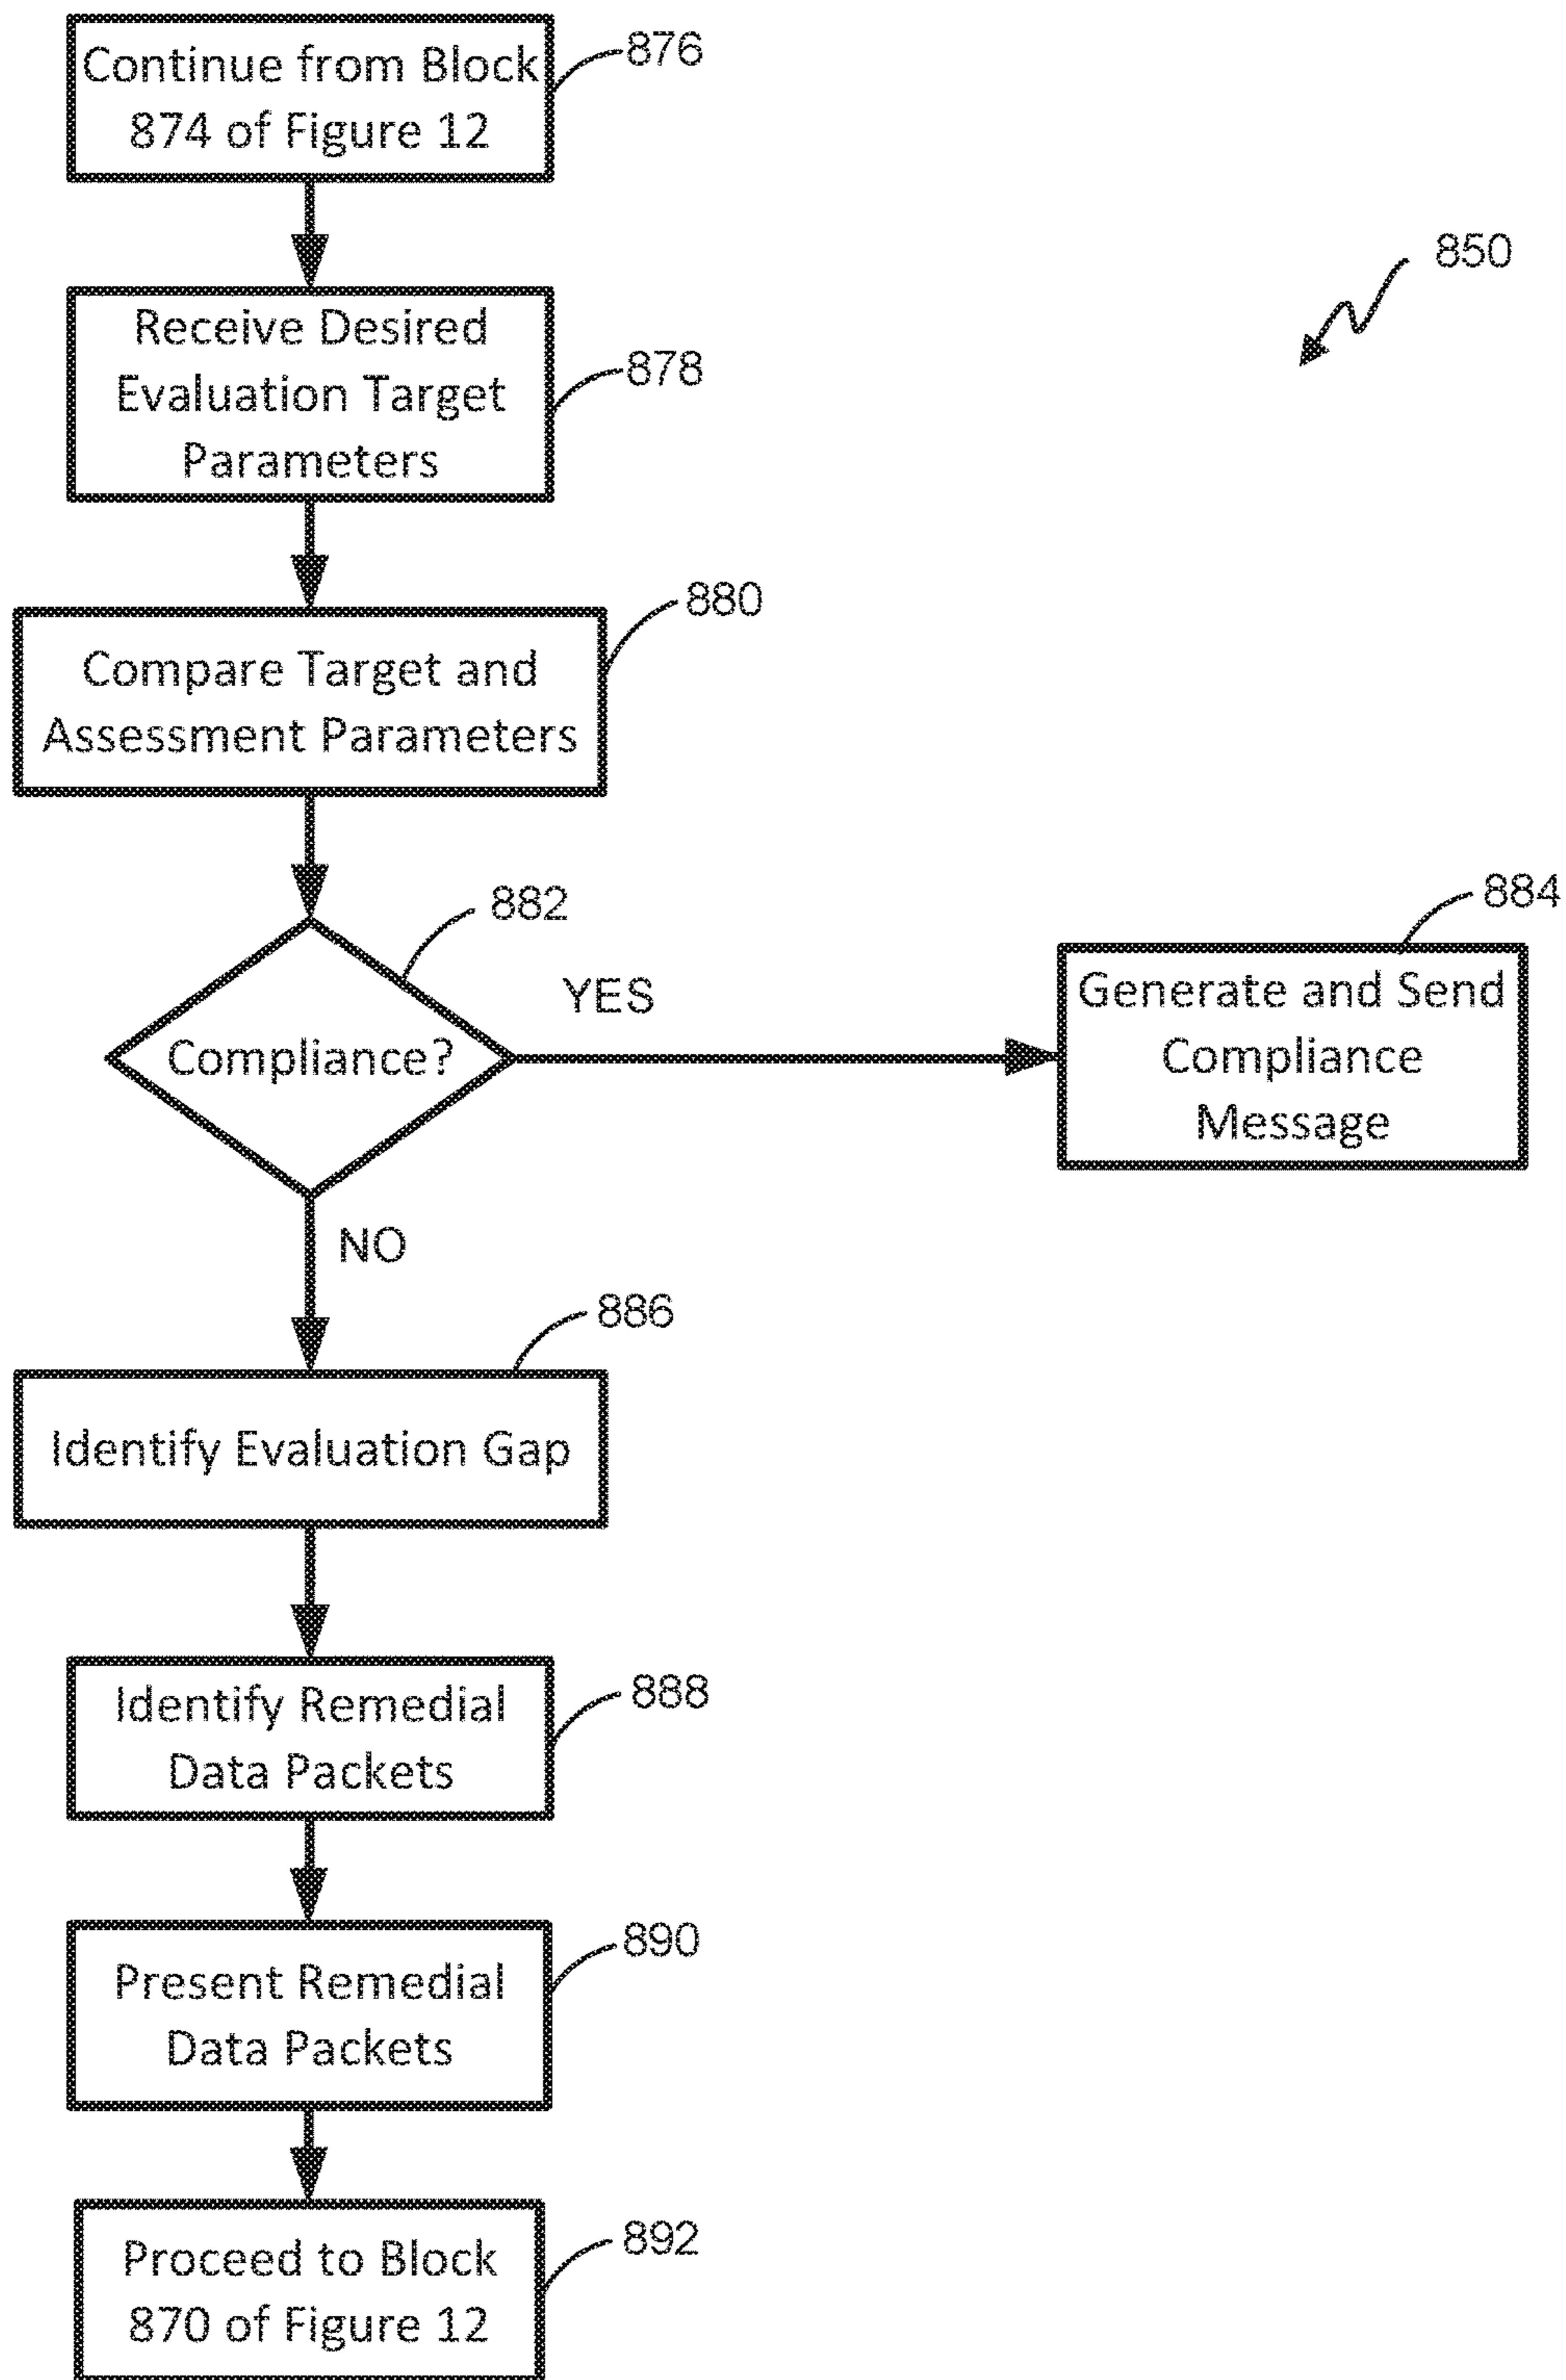 Continue from Block
874 of Figure 12
876
850
Receive Desired
Evaluation Target
Parameters
878
880
Compare Target and
Assessment Parameters
882
Compliance?
YES
884
Generate and Send
Compliance
Message
NO
886
Identify Evaluation Gap
Identify Remedial
Data Packets
888
Present Remedial
Data Packets
890
Proceed to Block
870 of Figure 12
892